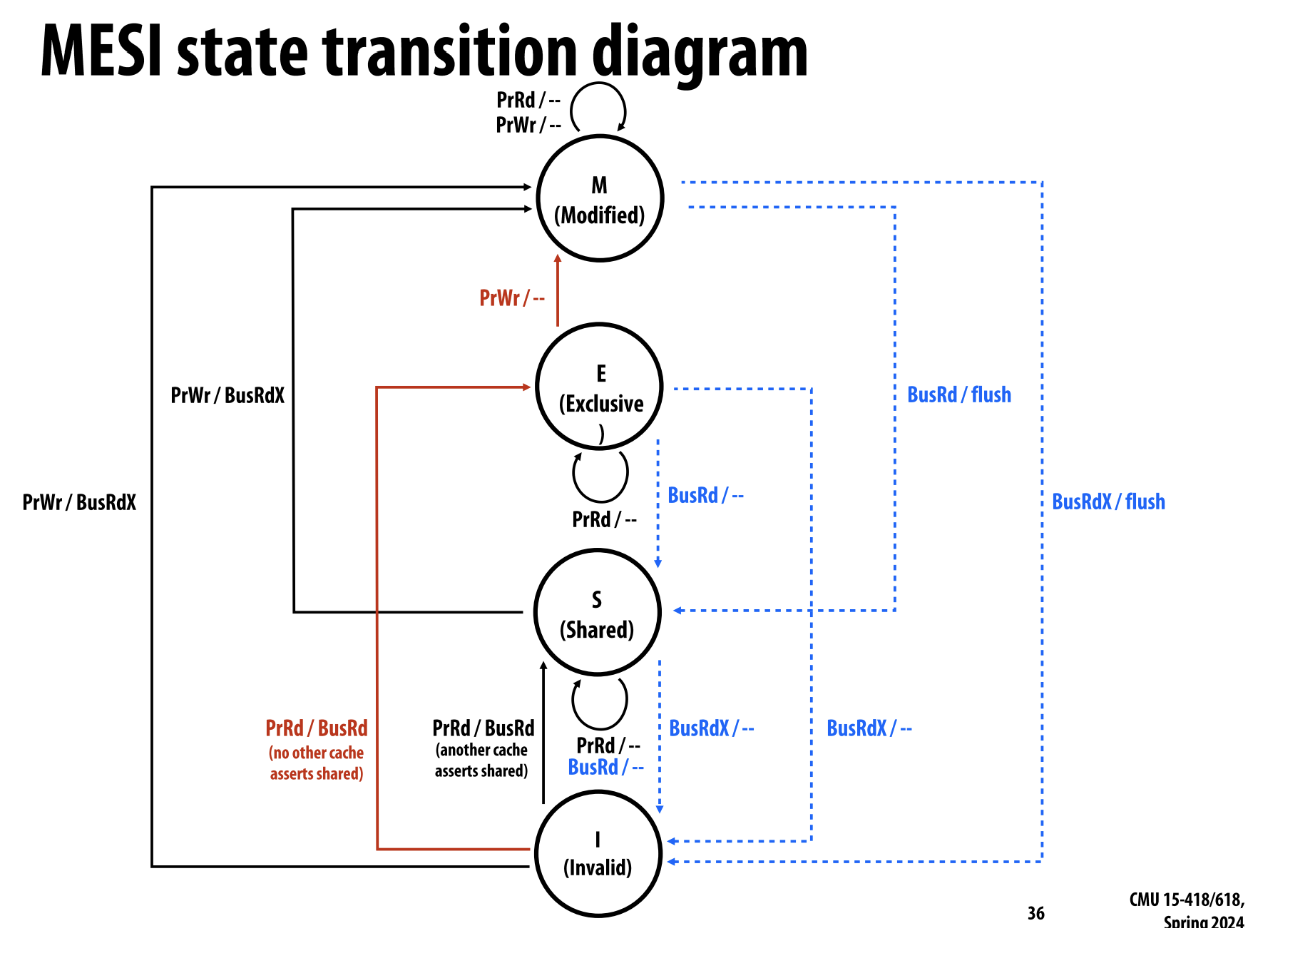 MESI state transition diagram
PrRd / --
PrWr / --
M
(Modified)
PrWr / --
E
(Exclusive
)
PrWr / BusRdX
BusRd / flush
PrWr / BusRdX
BusRd / --
BusRdX / flush
PrRd / --
S
(Shared)
PrRd / BusRd
(no other cache
asserts shared)
PrRd / BusRd
(another cache
asserts shared)
PrRd / --
BusRd / --
BusRdX / --
BusRdX / --
I
(Invalid)
36
CMU 15-418/618,
Spring 2024